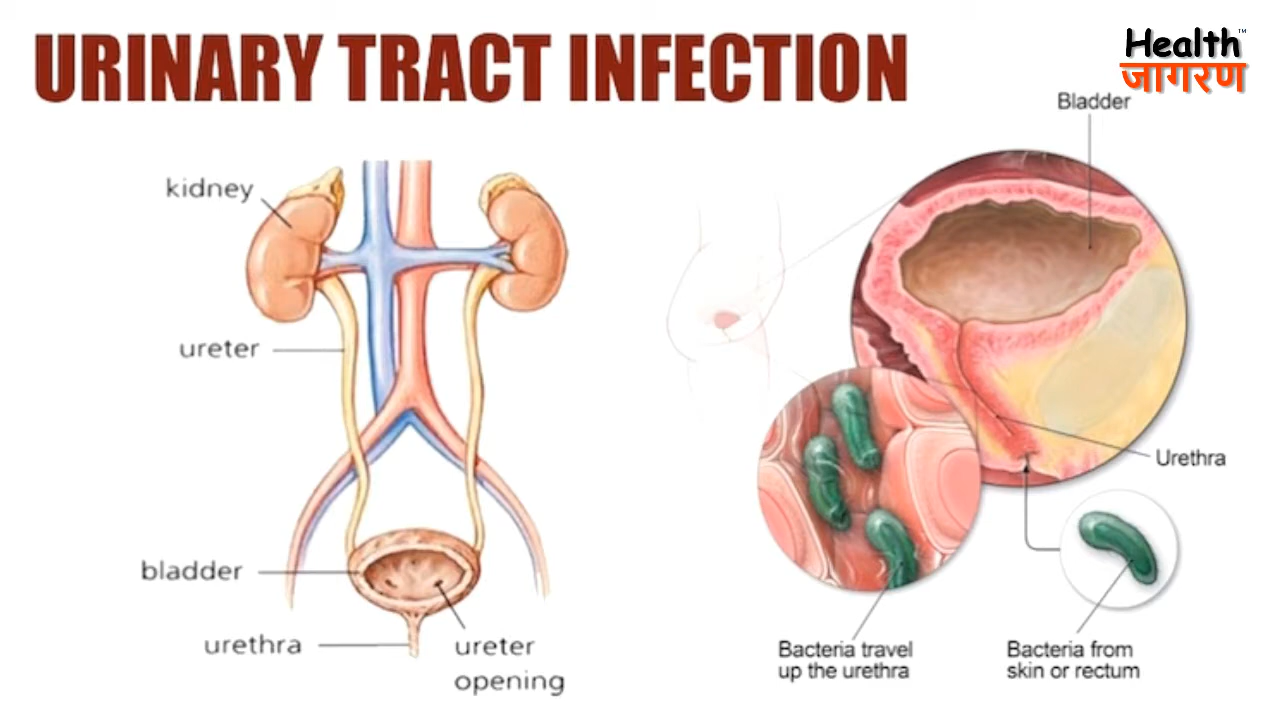 URINARY TRACT INFECTION
Health™
जागरण
kidney
ureter
bladder
urethra
ureter
opening
Bladder
Urethra
Bacteria travel
up the urethra
Bacteria from
skin or rectum